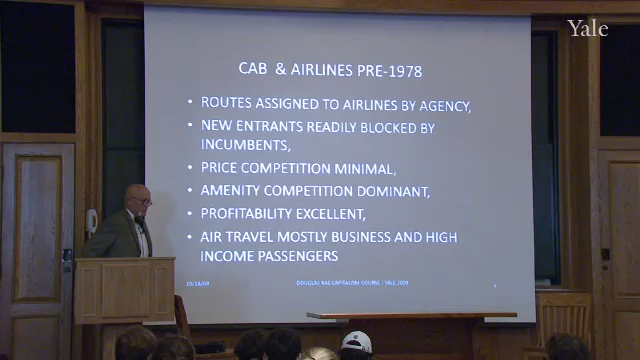 Yale
CAB & AIRLINES PRE-1978
• ROUTES ASSIGNED TO AIRLINES BY AGENCY,
• NEW ENTRANTS READILY BLOCKED BY
INCUMBENTS,
• PRICE COMPETITION MINIMAL,
• AMENITY COMPETITION DOMINANT,
• PROFITABILITY EXCELLENT,
• AIR TRAVEL MOSTLY BUSINESS AND HIGH
INCOME PASSENGERS
DOUGLAS RAE CAPITALISM COURSE / YALE 2009